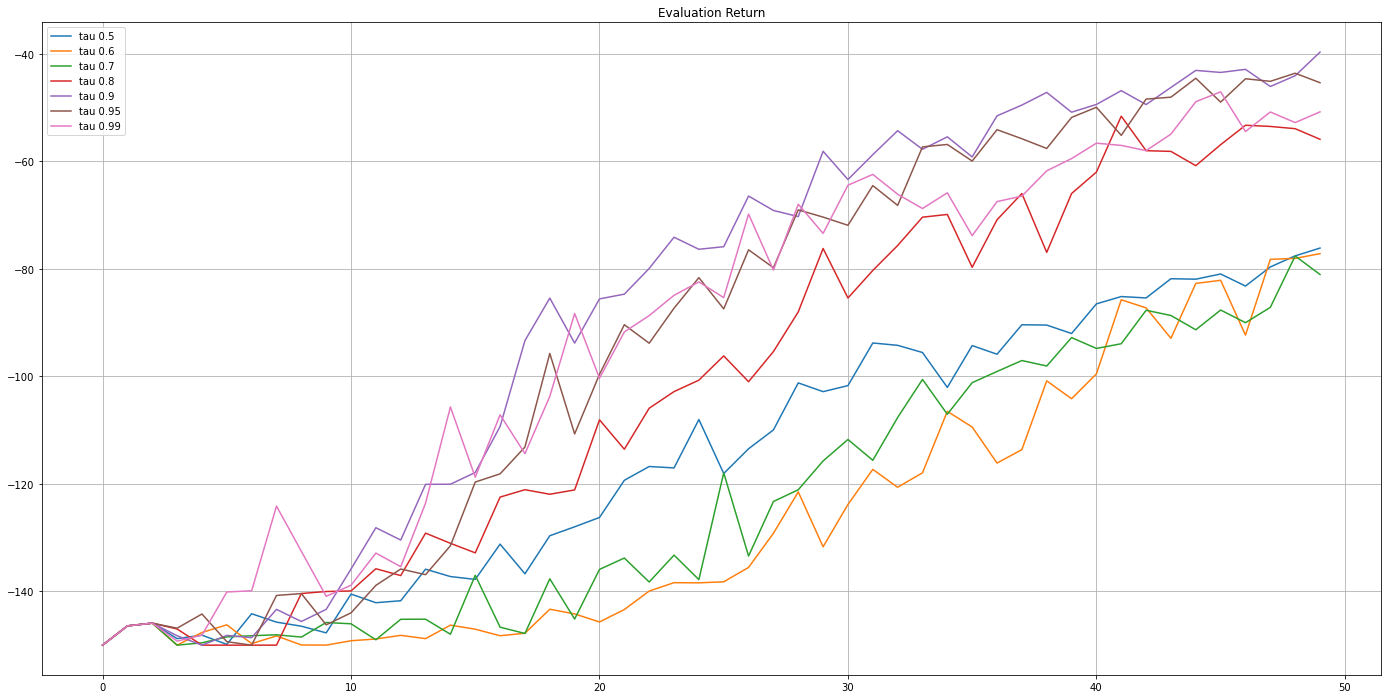 Evaluation Return
tau 0.5
tau 0.6
tau 0.7
tau 0.8
tau 0.9
tau 0.95
tau 0.99
−40
−60
−80
−100
−120
−140
0 10 20 30 40 50